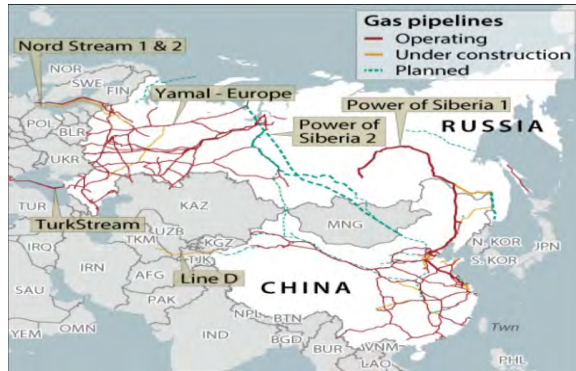 Gas pipelines
Operating
Under construction
Planned
Nord Stream 1 & 2
NOR
SWE
FIN
Yamal - Europe
Power of Siberia 1
RUSSIA
POL
BLR
Power of
Siberia 2
UKR
KAZ
MNG
TurkStream
TUR
UZB
TKM
KGZ
TJK
N. KOR
S. KOR
JPN
IRQ
IRN
AFG
Line D
CHINA
SAU
PAK
NPL
BTN
Twn
YEM
OMN
IND
BGD
BUR
VNM
LAO
PHL